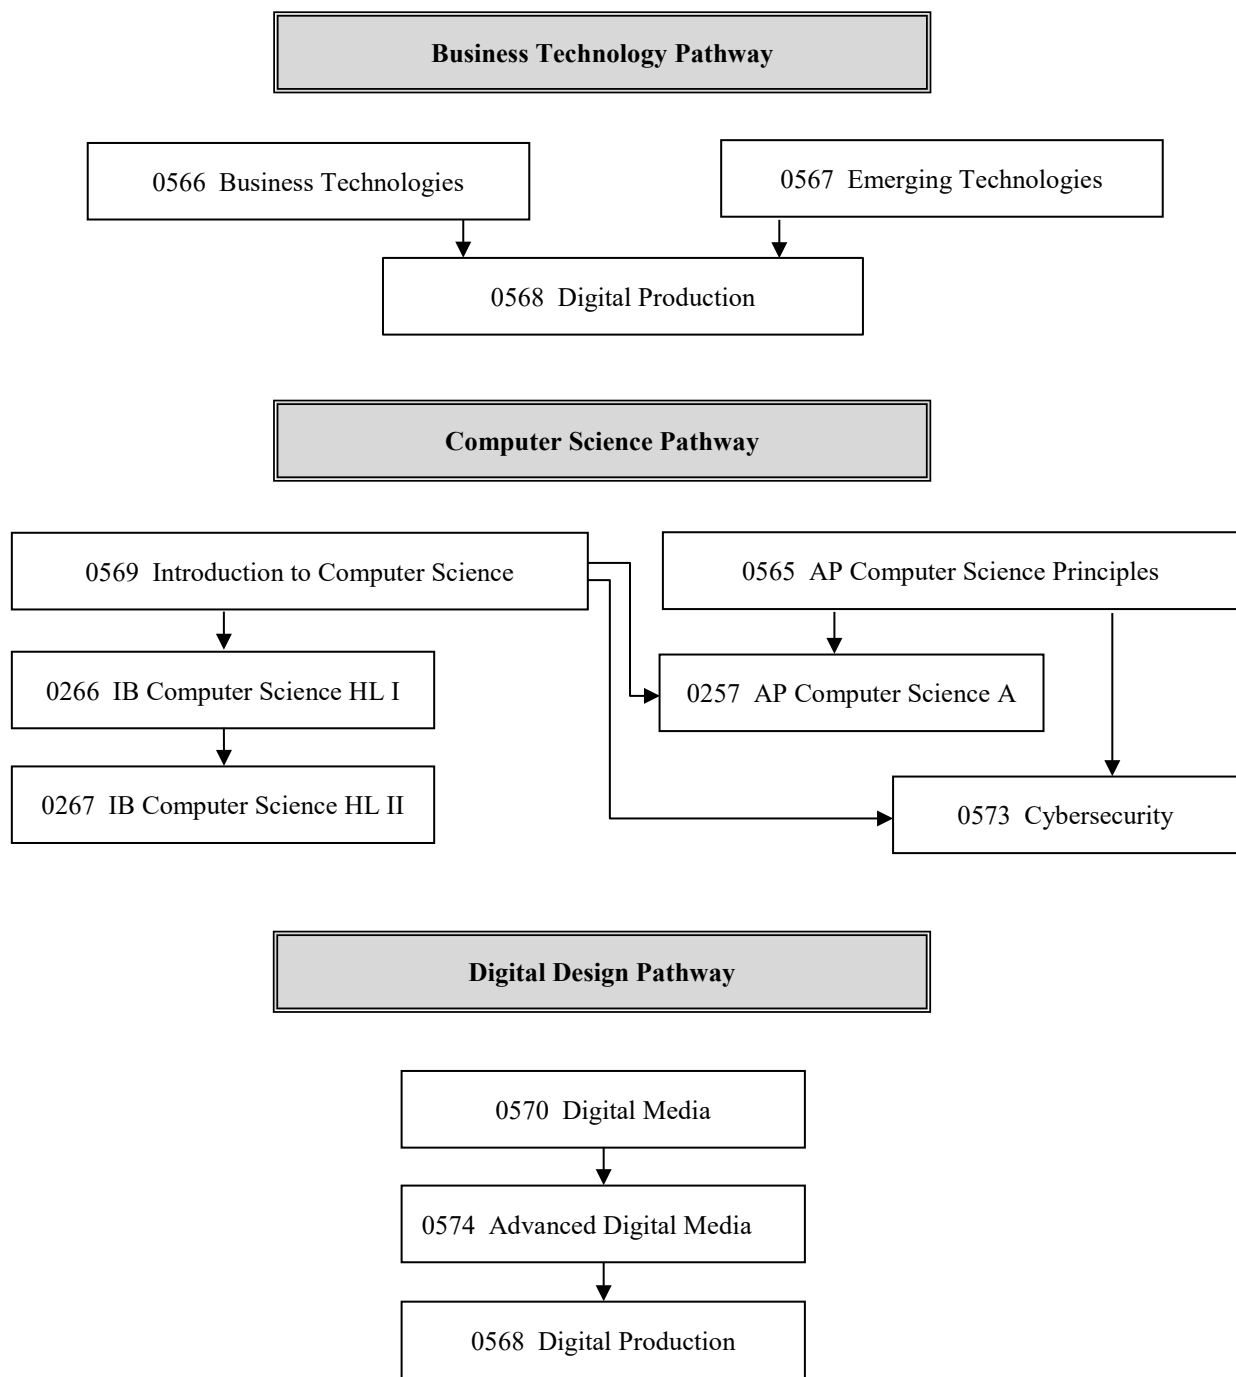 Business Technology Pathway
0566 Business Technologies
0567 Emerging Technologies
0568 Digital Production
Computer Science Pathway
0569 Introduction to Computer Science
0565 AP Computer Science Principles
0266 IB Computer Science HL I
0257 AP Computer Science A
0267 IB Computer Science HL II
0573 Cybersecurity
Digital Design Pathway
0570 Digital Media
0574 Advanced Digital Media
0568 Digital Production